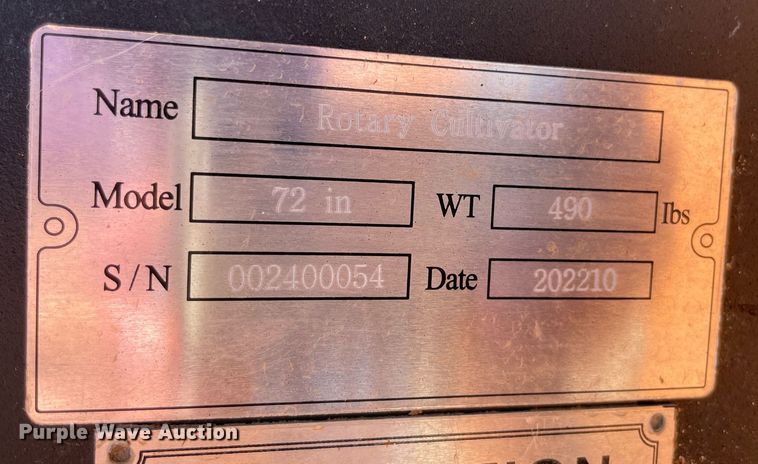 Name Rotary Cultivator
Model 72 in WT 490 lbs
S/N 002400054 Date 202210
Purple Wave Auction